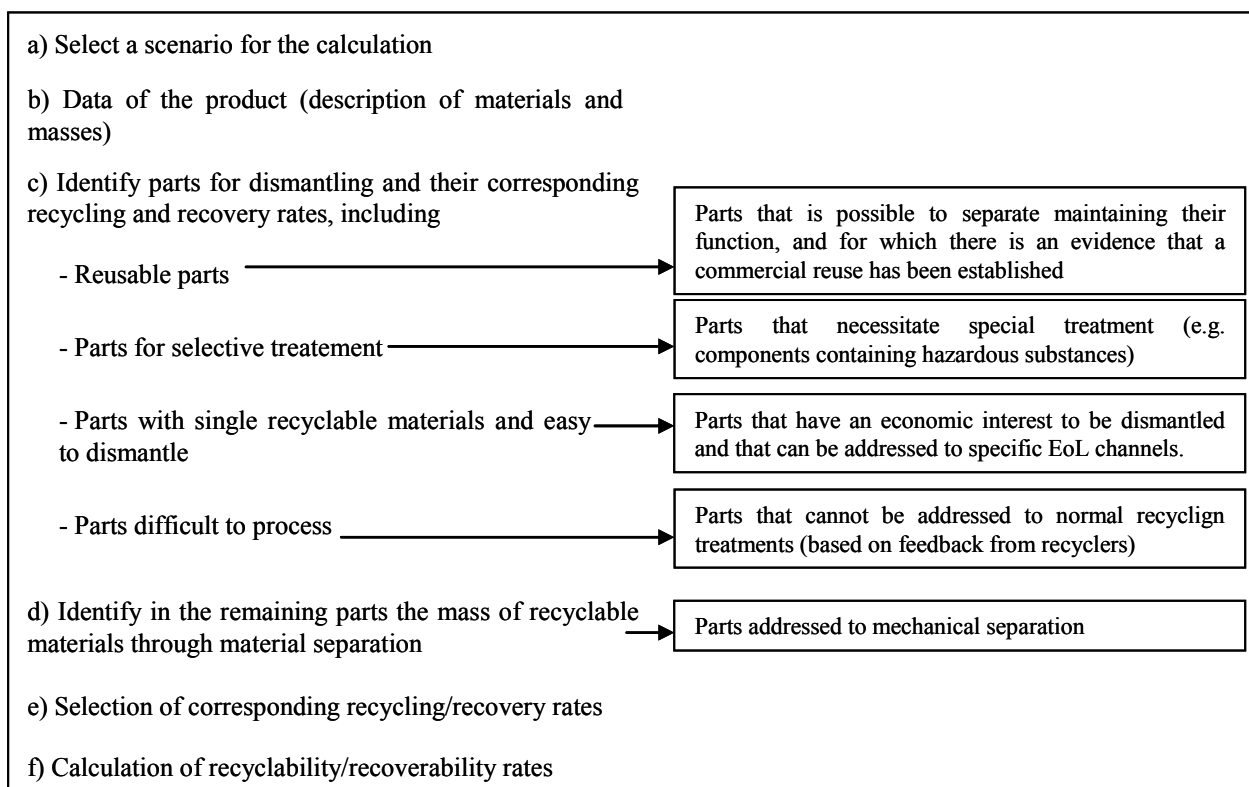 a) Select a scenario for the calculation
b) Data of the product (description of materials and
masses)
c) Identify parts for dismantling and their corresponding
recycling and recovery rates, including
- Reusable parts
Parts that is possible to separate maintaining their
function, and for which there is an evidence that a
commercial reuse has been established
- Parts for selective treatement
Parts that necessitate special treatment (e.g.
components containing hazardous substances)
- Parts with single recyclable materials and easy
to dismantle
Parts that have an economic interest to be dismantled
and that can be addressed to specific EoL channels.
- Parts difficult to process
Parts that cannot be addressed to normal recyclign
treatments (based on feedback from recyclers)
d) Identify in the remaining parts the mass of recyclable
materials through material separation
Parts addressed to mechanical separation
e) Selection of corresponding recycling/recovery rates
f) Calculation of recyclability/recoverability rates